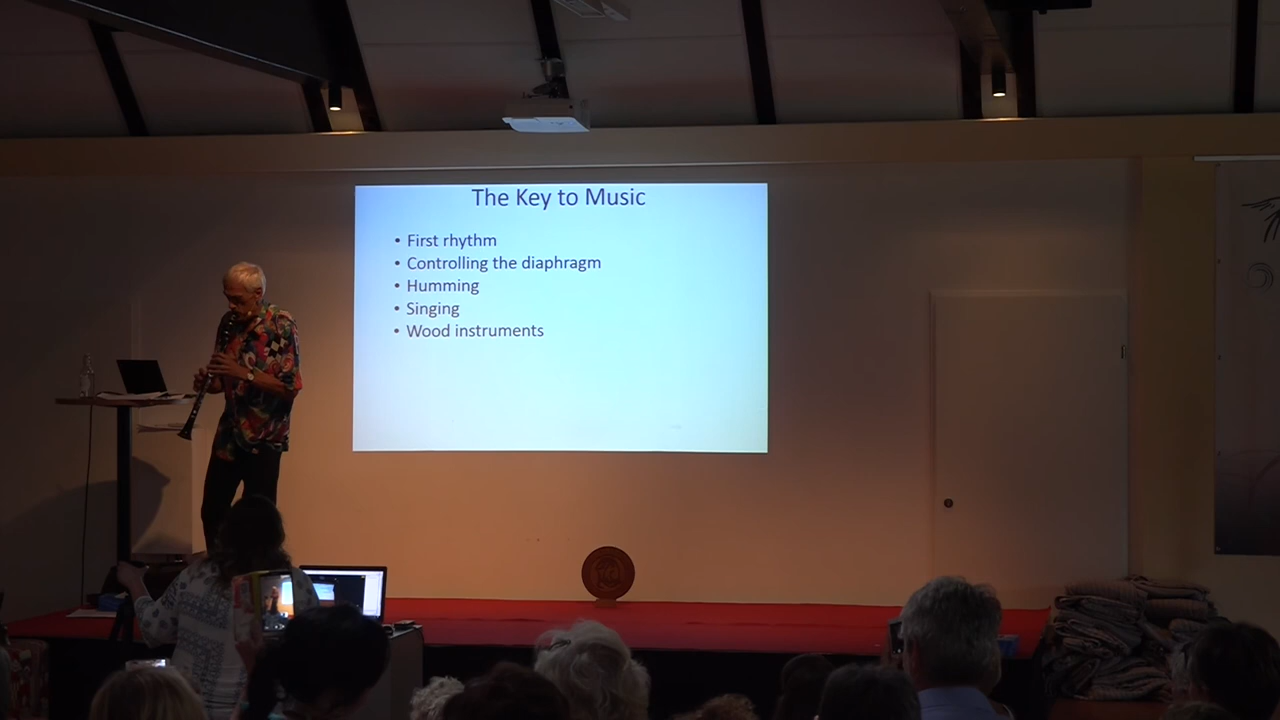 The Key to Music
• First rhythm
• Controlling the diaphragm
• Humming
• Singing
• Wood instruments